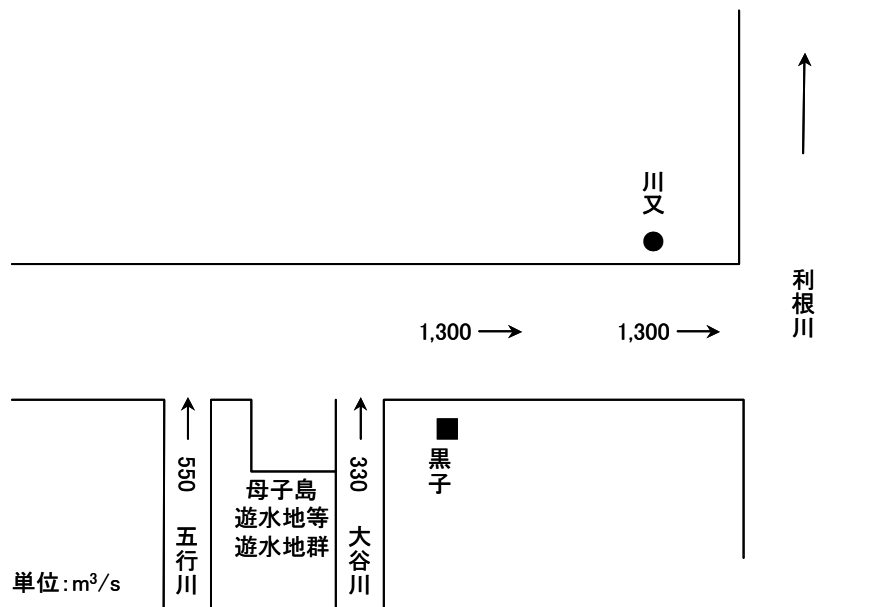 川又
利根川
1,300
1,300
黒子
550
五行川
母子島
遊水地等
遊水地群
330
大谷川
単位:m³/s